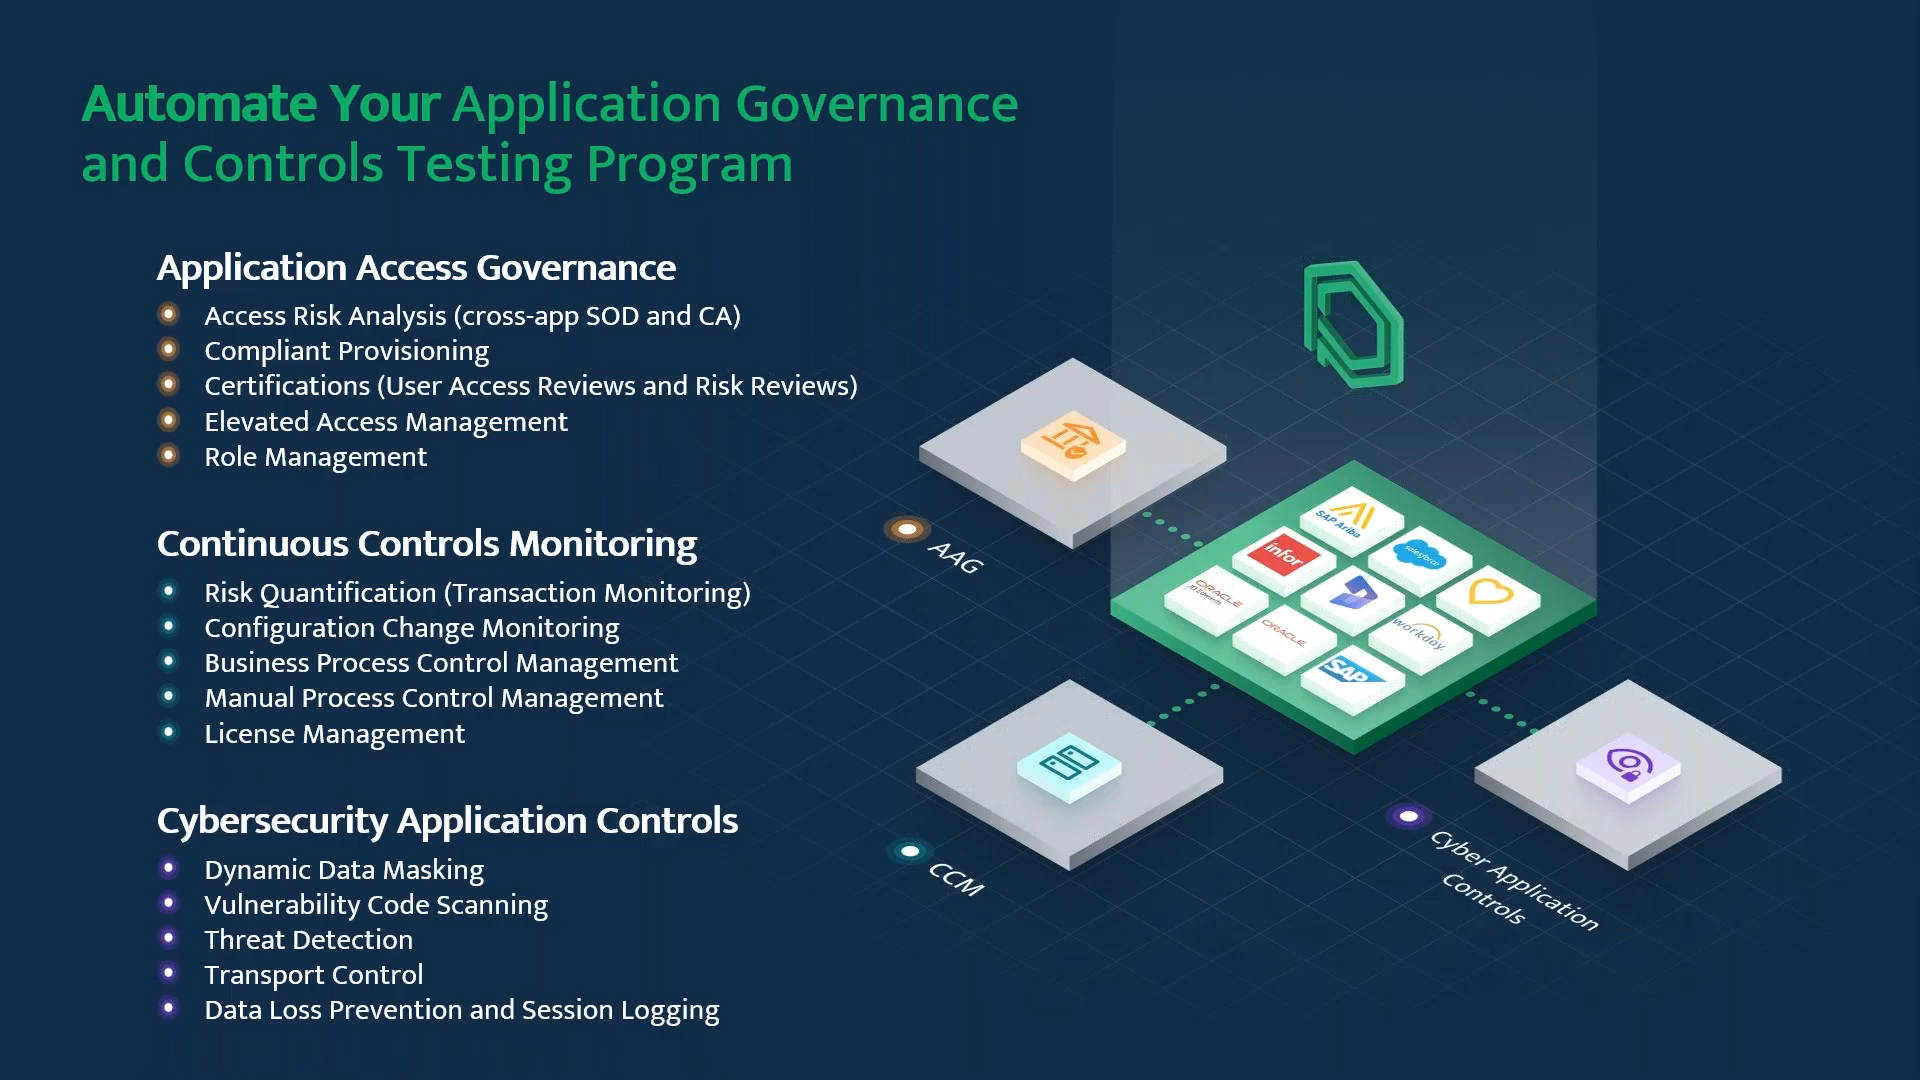 Automate Your Application Governance
and Controls Testing Program
Application Access Governance
Access Risk Analysis (cross-app SOD and CA)
Compliant Provisioning
Certifications (User Access Reviews and Risk Reviews)
Elevated Access Management
Role Management
Continuous Controls Monitoring
Risk Quantification (Transaction Monitoring)
Configuration Change Monitoring
Business Process Control Management
Manual Process Control Management
License Management
Cybersecurity Application Controls
Dynamic Data Masking
Vulnerability Code Scanning
Threat Detection
Transport Control
Data Loss Prevention and Session Logging
AAG
SAP Ariba
infor
salesforce
ORACLE
JD Edwards
ORACLE
workday.
SAP
CCM
Cyber Application
Controls